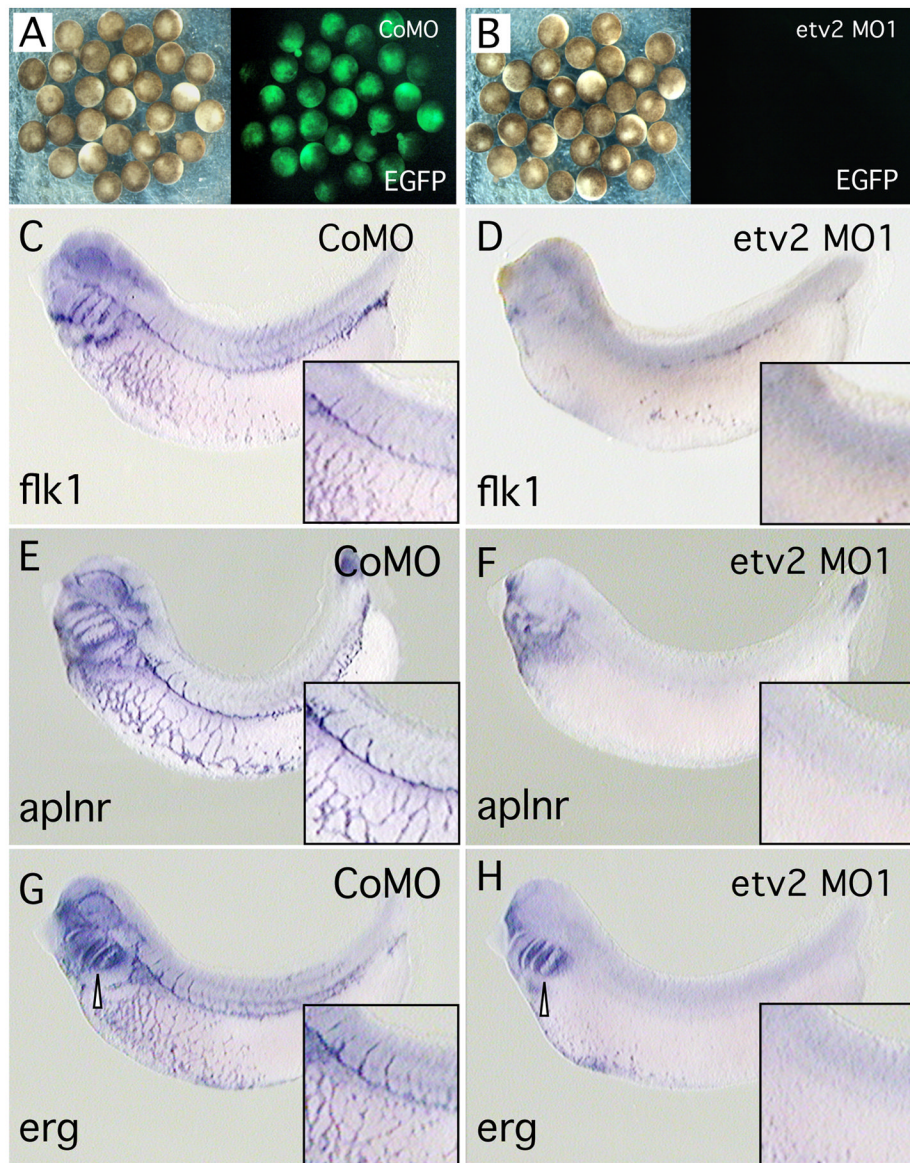 A
CoMO
EGFP
B
etv2 MO1
EGFP
C
CoMO
flk1
D
etv2 MO1
flk1
E
CoMO
aplnr
F
etv2 MO1
aplnr
G
CoMO
erg
H
etv2 MO1
erg